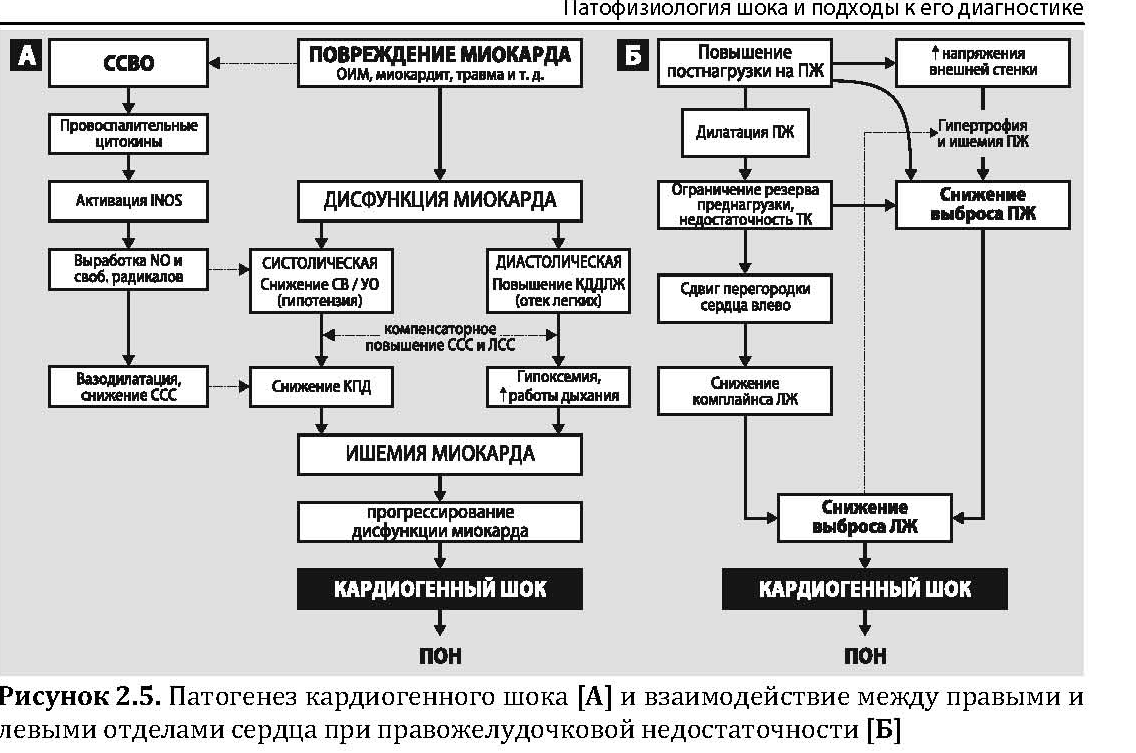 Патофизиология шока и подходы к его диагностике
А
ССВО
Провоспалительные
цитокины
Активация INOS
Выработка NO и
своб. радикалов
Вазодилатация,
снижение ССС
ПОВРЕЖДЕНИЕ МИОКАРДА
ОИМ, миокардит, травма и т. д.
ДИСФУНКЦИЯ МИОКАРДА
СИСТОЛИЧЕСКАЯ
Снижение СВ / УО
(гипотензия)
ДИАСТОЛИЧЕСКАЯ
Повышение КДДЛЖ
(отек легких)
компенсаторное
повышение ССС и ЛСС
Снижение КПД
Гипоксемия,
↑работы дыхания
ИШЕМИЯ МИОКАРДА
прогрессирование
дисфункции миокарда
КАРДИОГЕННЫЙ ШОК
ПОН
Б
Повышение
постнагрузки на ПЖ
↑ напряжения
внешней стенки
Дилатация ПЖ
Гипертрофия
и ишемия ПЖ
Ограничение резерва
преднагрузки,
недостаточность ТК
Снижение
выброса ПЖ
Сдвиг перегородки
сердца влево
Снижение
комплайнса ЛЖ
Снижение
выброса ЛЖ
КАРДИОГЕННЫЙ ШОК
ПОН
Рисунок 2.5. Патогенез кардиогенного шока [А] и взаимодействие между правыми и
левыми отделами сердца при правожелудочковой недостаточности [Б]